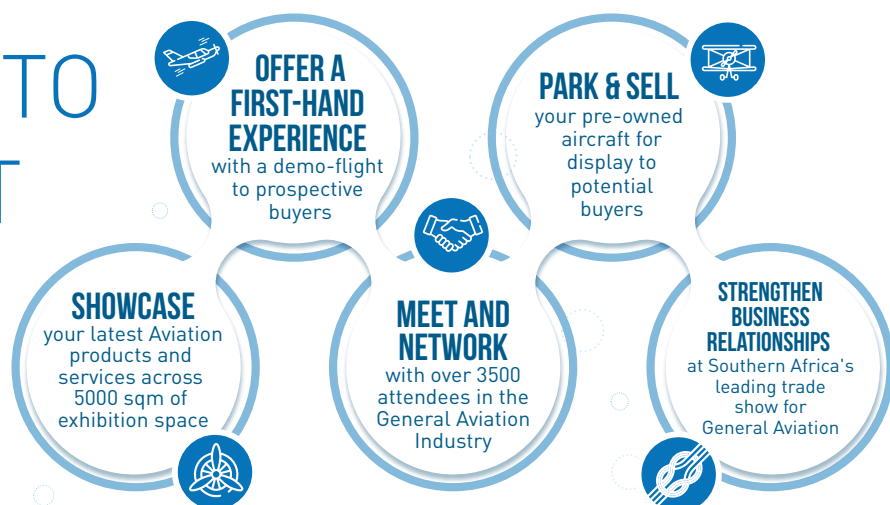 TO
T
OFFER A
FIRST-HAND
EXPERIENCE
with a demo-flight
to prospective
buyers
PARK & SELL
your pre-owned
aircraft for
display to
potential
buyers
SHOWCASE
your latest Aviation
products and
services across
5000 sqm of
exhibition space
MEET AND
NETWORK
with over 3500
attendees in the
General Aviation
Industry
STRENGTHEN
BUSINESS
RELATIONSHIPS
at Southern Africa's
leading trade
show for
General Aviation